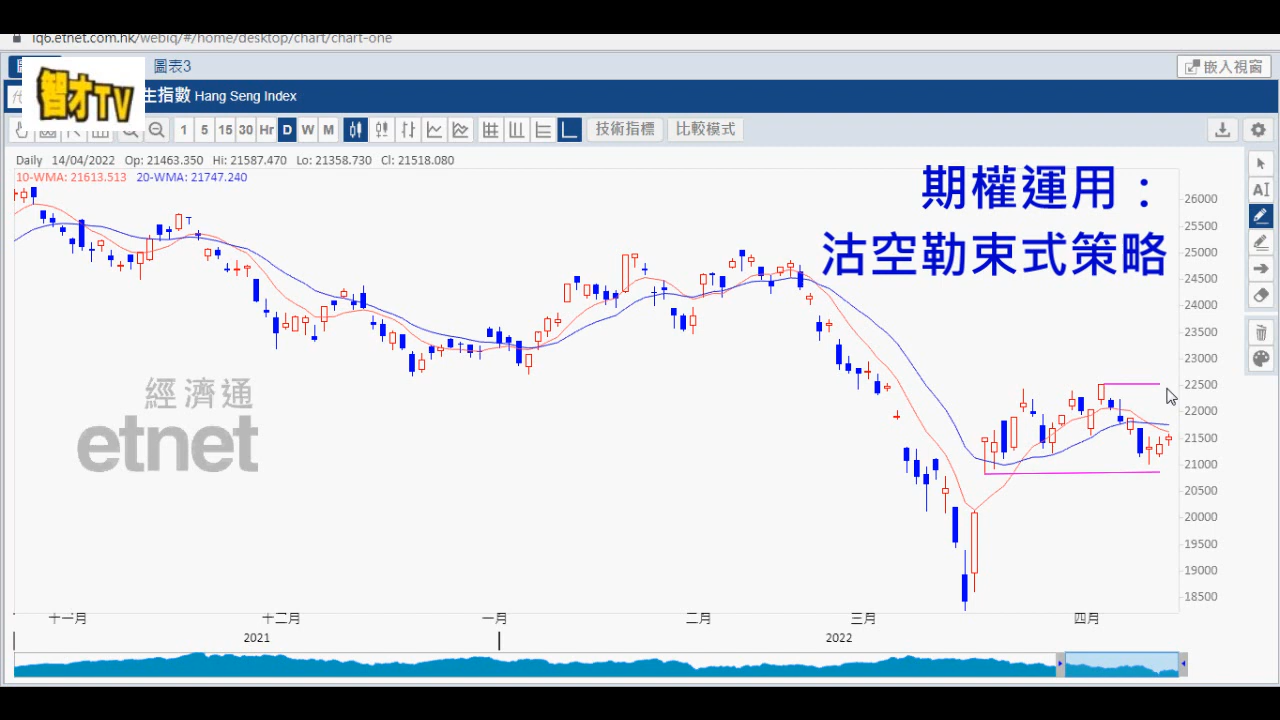 iq6.etnet.com.hk/webiq/#/home/desktop/chart/chart-one
圖表3
嵌入視窗
智才TV
生指數 Hang Seng Index
1 5 15 30 Hr D W M
技術指標
比較模式
Daily 14/04/2022 Op: 21463.350 Hi: 21587.470 Lo: 21358.730 Cl: 21518.080
10-WMA: 21613.513 20-WMA: 21747.240
期權運用：
沽空勒束式策略
AI
26000
25500
25000
24500
24000
23500
23000
22500
22000
21500
21000
20500
20000
19500
19000
18500
經濟通
etnet
十一月 十二月 一月 二月 三月 四月
2021 2022